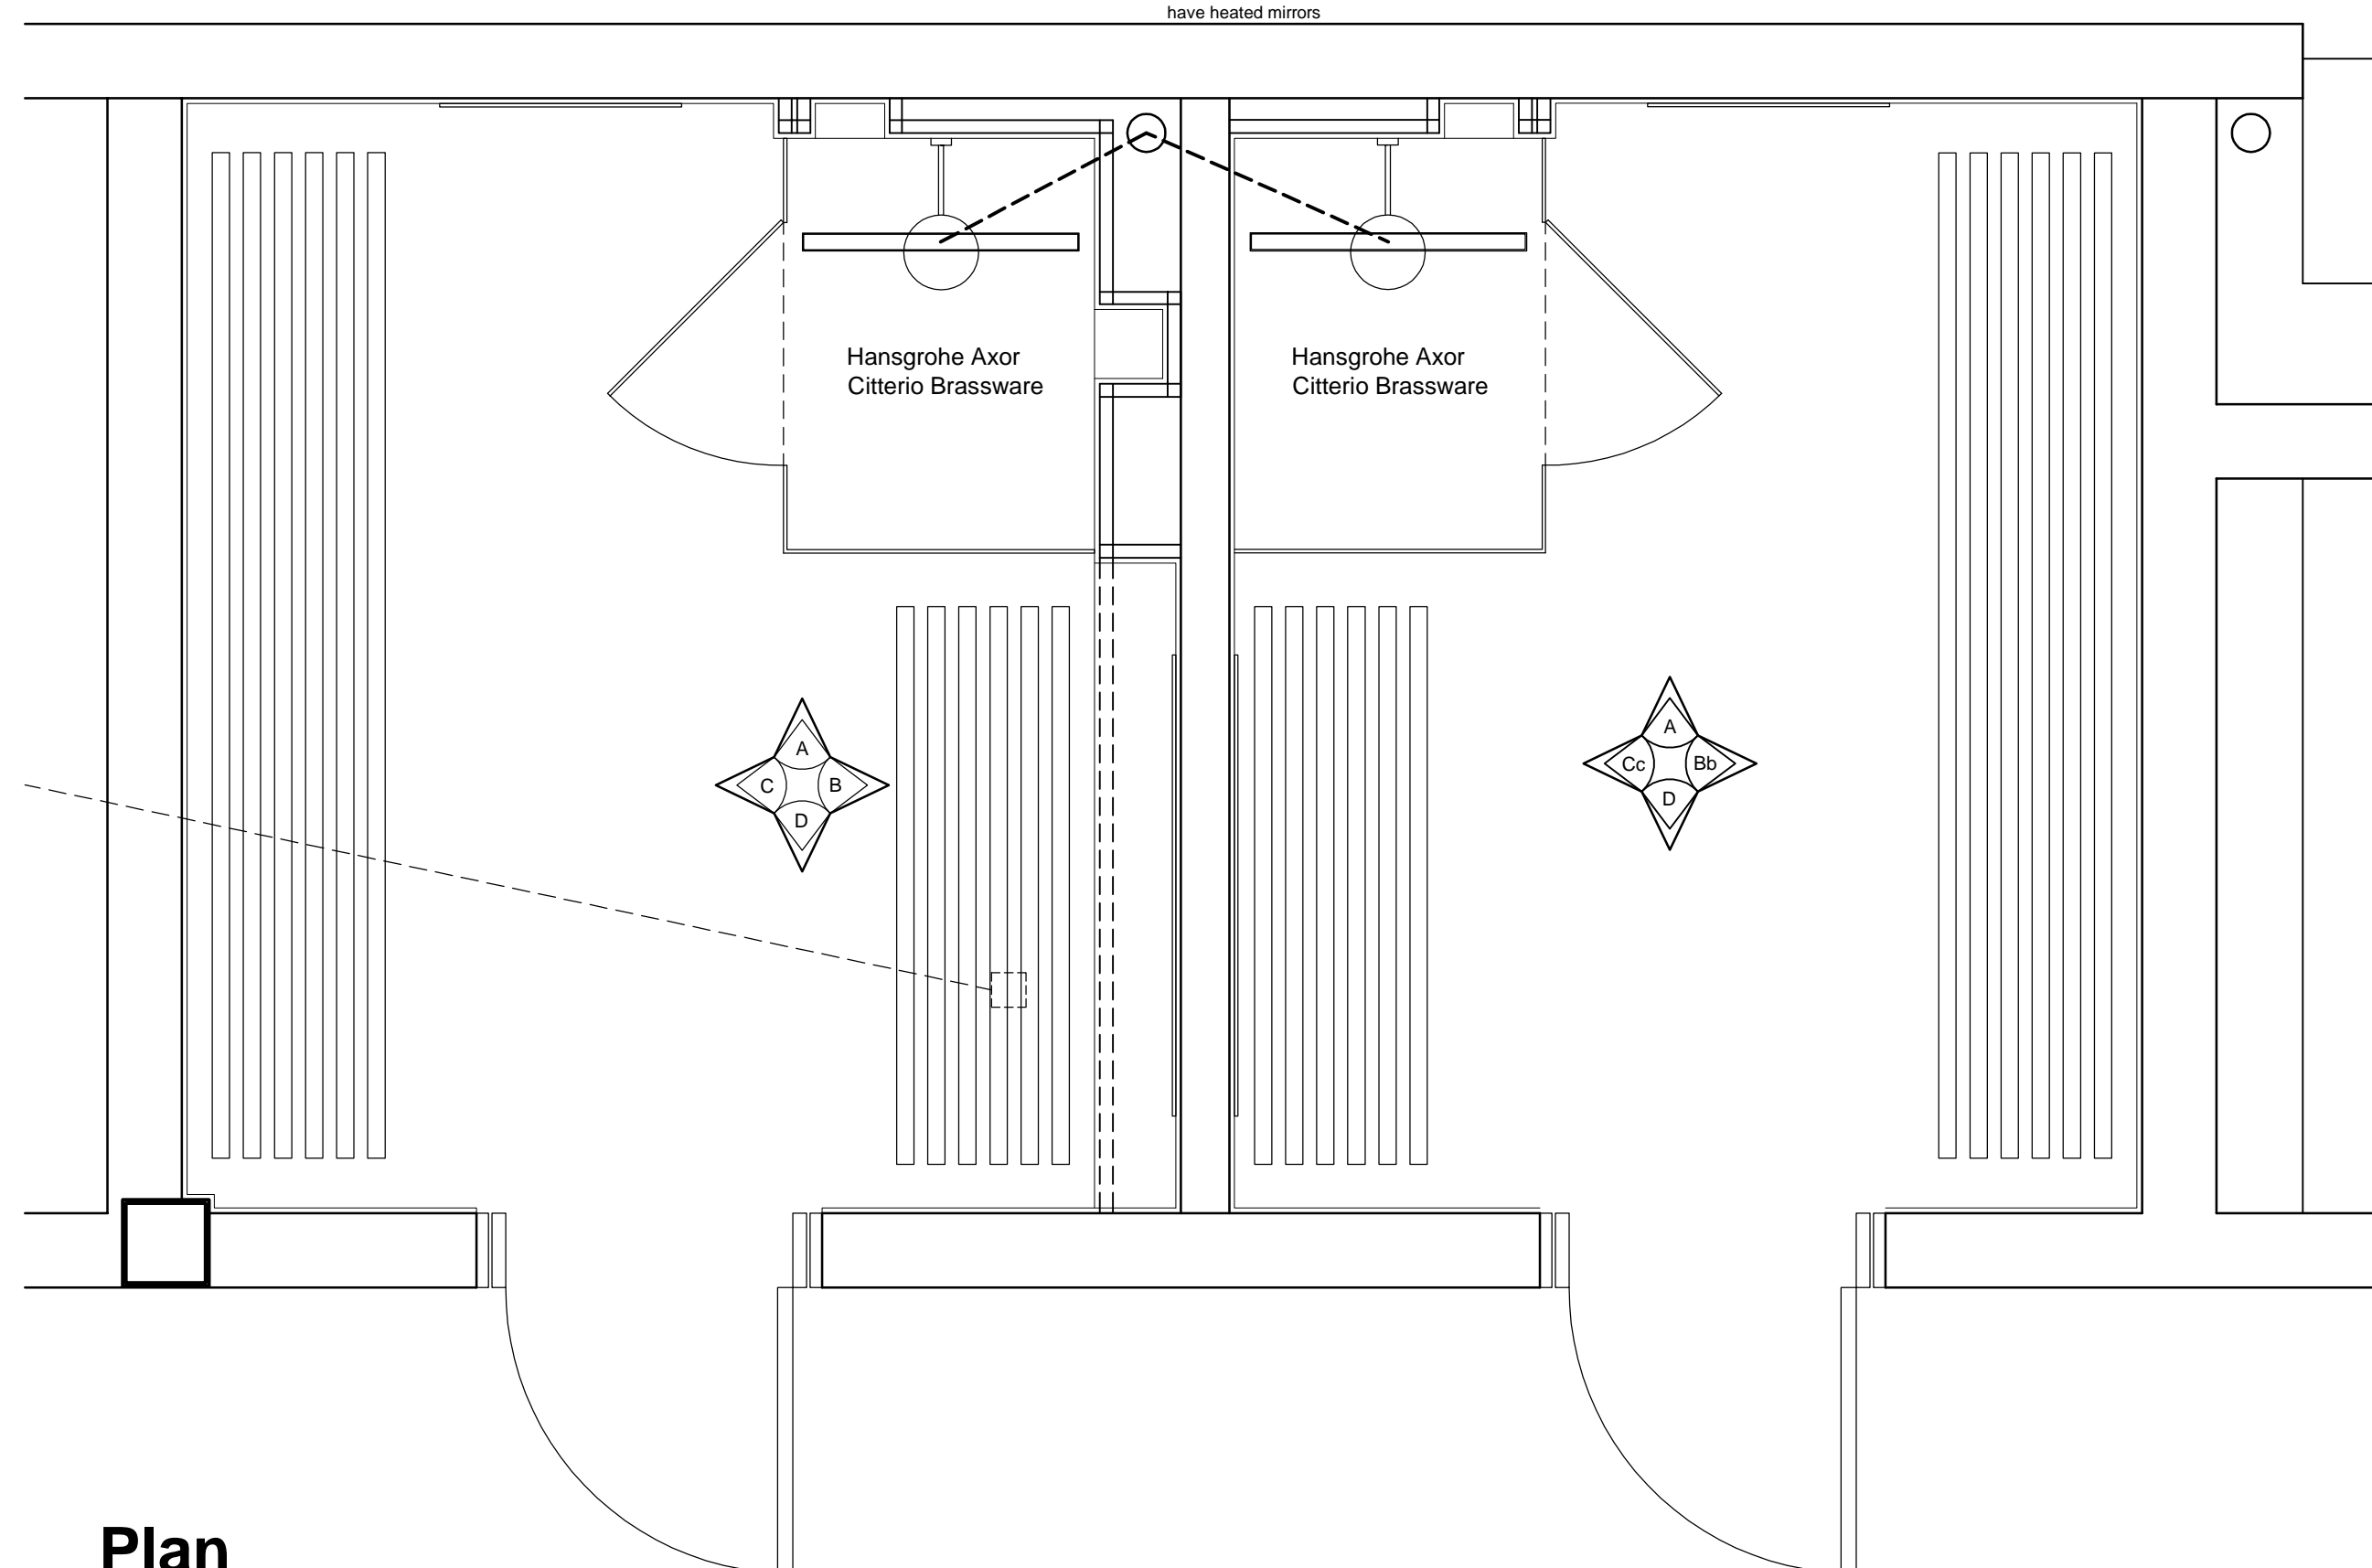 have heated mirrors
Hansgrohe Axor
Citterio Brassware
Hansgrohe Axor
Citterio Brassware
A
C
B
D
A
Cc
Bb
D
Plan